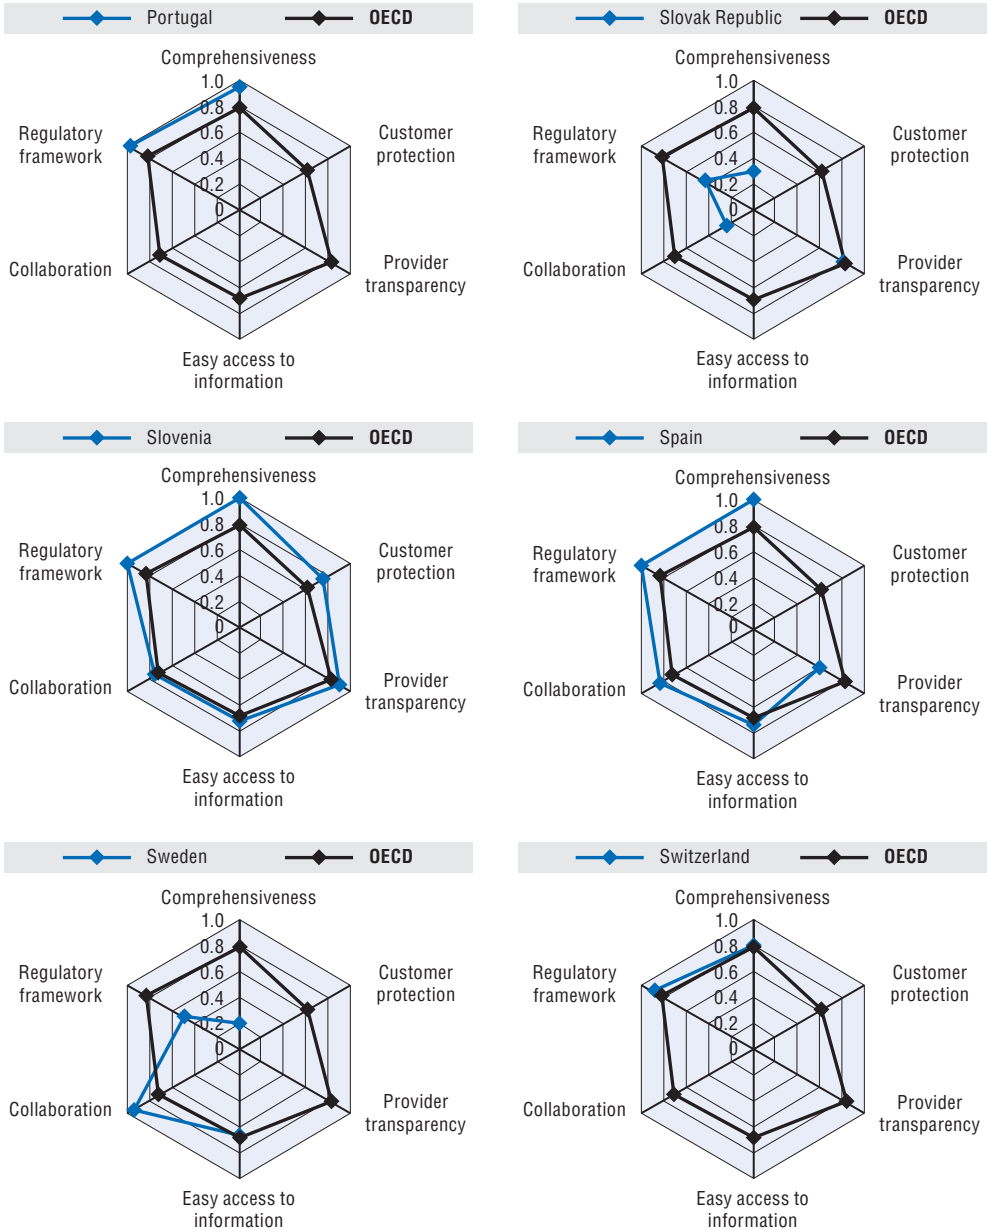 Portugal OECD
Comprehensiveness
1.0
0.8
0.6
0.4
0.2
0
Customer
protection
Provider
transparency
Easy access to
information
Collaboration
Regulatory
framework
Slovak Republic OECD
Comprehensiveness
1.0
0.8
0.6
0.4
0.2
0
Customer
protection
Provider
transparency
Easy access to
information
Collaboration
Regulatory
framework
Slovenia OECD
Comprehensiveness
1.0
0.8
0.6
0.4
0.2
0
Customer
protection
Provider
transparency
Easy access to
information
Collaboration
Regulatory
framework
Spain OECD
Comprehensiveness
1.0
0.8
0.6
0.4
0.2
0
Customer
protection
Provider
transparency
Easy access to
information
Collaboration
Regulatory
framework
Sweden OECD
Comprehensiveness
1.0
0.8
0.6
0.4
0.2
0
Customer
protection
Provider
transparency
Easy access to
information
Collaboration
Regulatory
framework
Switzerland OECD
Comprehensiveness
1.0
0.8
0.6
0.4
0.2
0
Customer
protection
Provider
transparency
Easy access to
information
Collaboration
Regulatory
framework